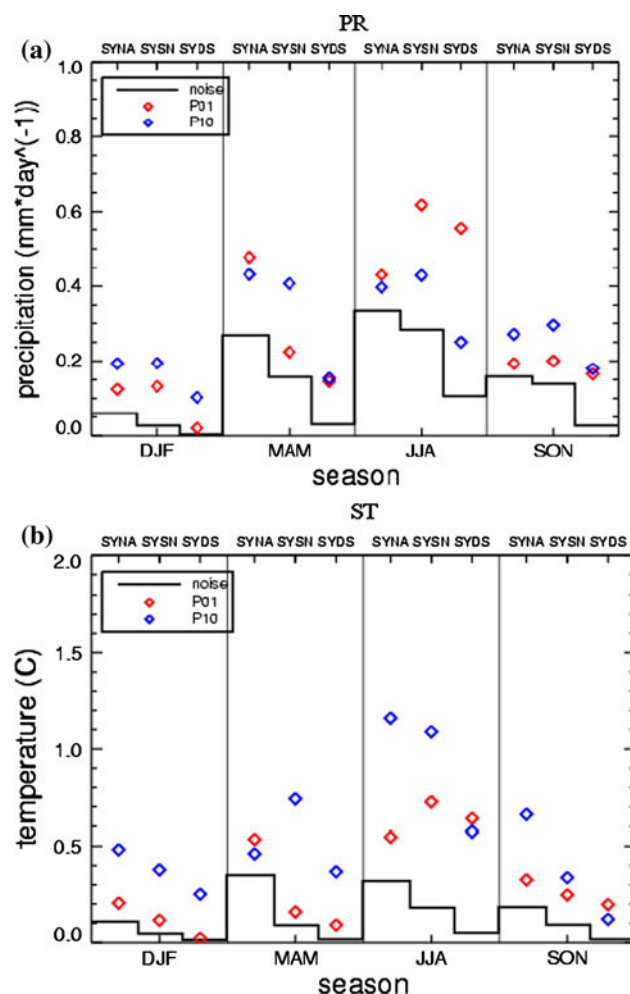 PR
(a)
SYNA SYSN SYDS SYNA SYSN SYDS SYNA SYSN SYDS SYNA SYSN SYDS
1.0
0.8
0.6
0.4
0.2
0.0
noise
P01
P10
precipitation (mm*day^(-1))
DJF MAM JJA SON
season
ST
(b)
SYNA SYSN SYDS SYNA SYSN SYDS SYNA SYSN SYDS SYNA SYSN SYDS
2.0
1.5
1.0
0.5
0.0
noise
P01
P10
temperature (C)
DJF MAM JJA SON
season